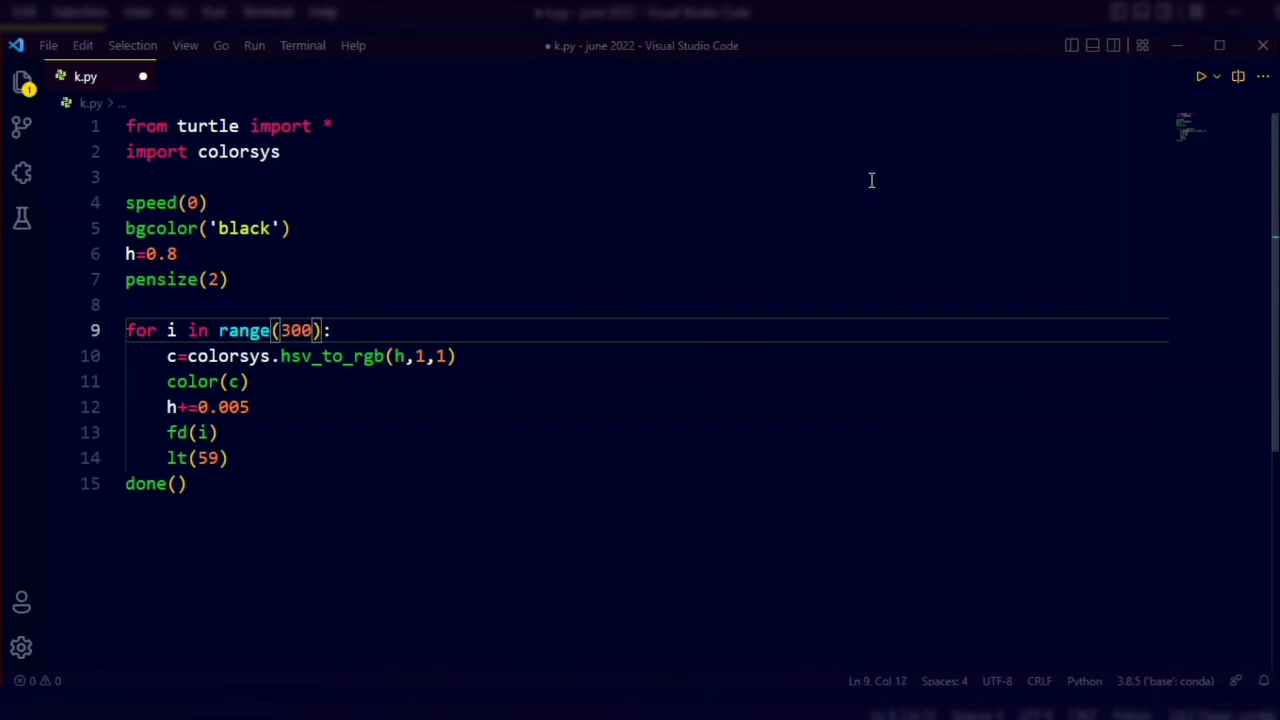 File Edit Selection View Go Run Terminal Help
● k.py - june 2022 - Visual Studio Code
k.py
k.py > ...
1 from turtle import *
2 import colorsys
3
4 speed(0)
5 bgcolor('black')
6 h=0.8
7 pensize(2)
8
9 for i in range(300):
10 c=colorsys.hsv_to_rgb(h,1,1)
11 color(c)
12 h+=0.005
13 fd(i)
14 lt(59)
15 done()
1
0 0
Ln 9, Col 17 Spaces: 4 UTF-8 CRLF Python 3.8.5 ('base': conda)